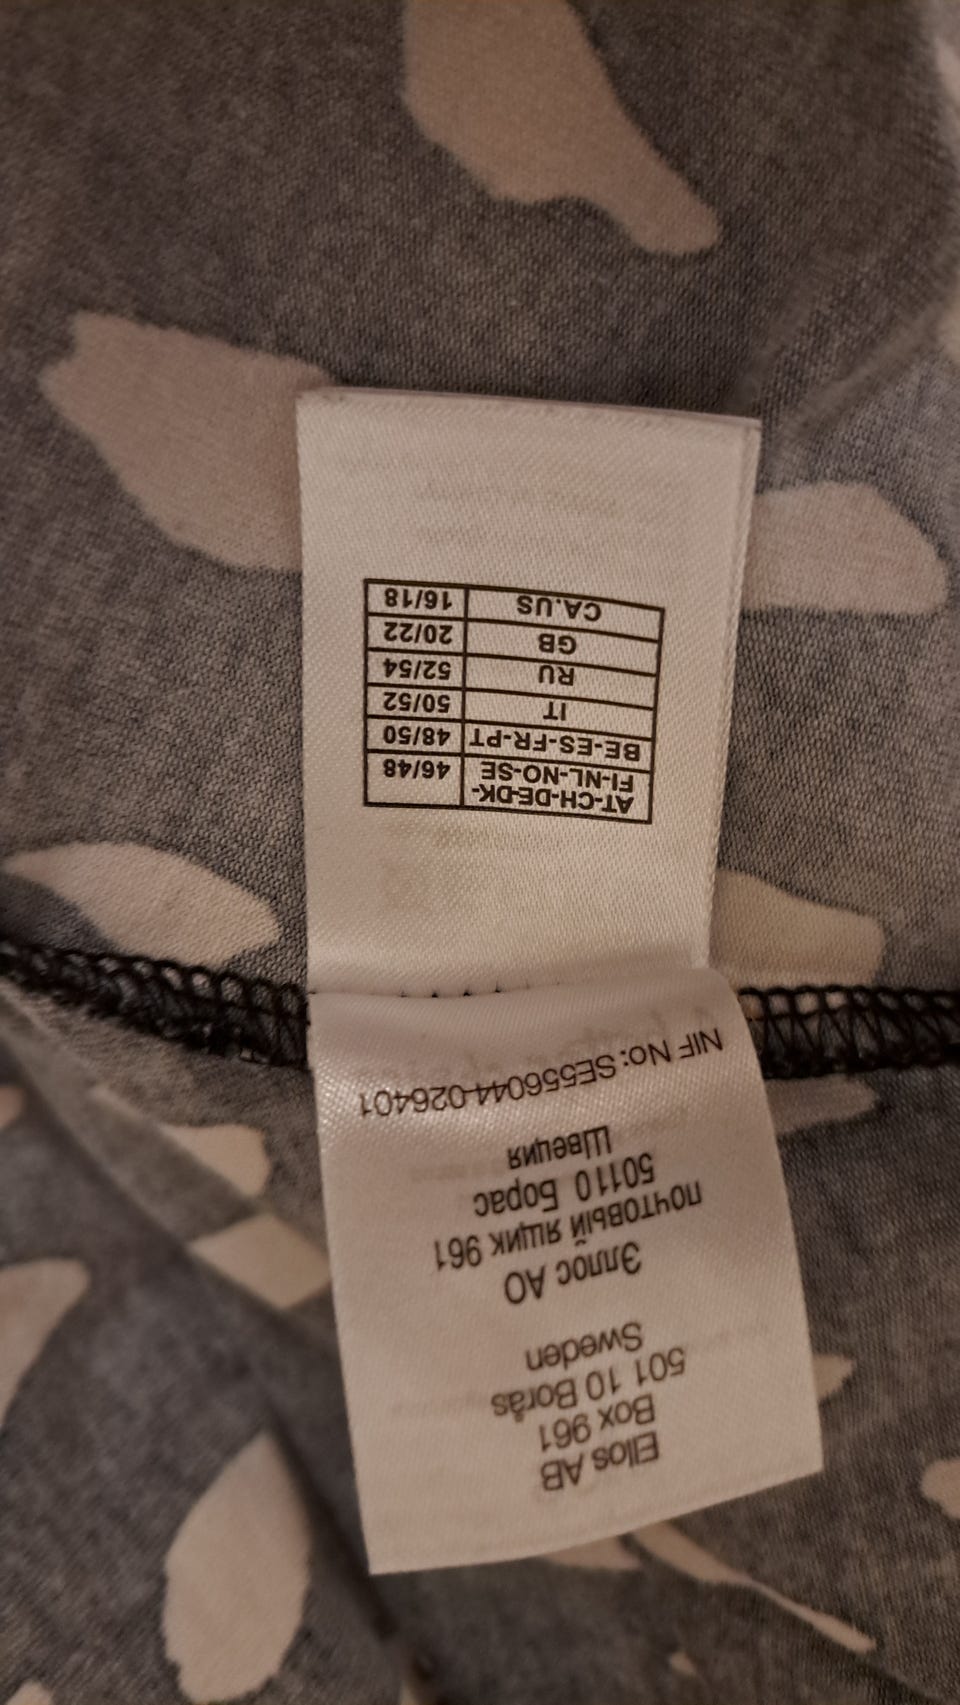 Ellos AB
Box 961
501 10 Borås
Sweden
Эллос АО
почтовый ящик 961
50110 Борас
Швеция
NIF No: SE556044-026401
AT-CH-DE-DK-
FI-NL-NO-SE 46/48
BE-ES-FR-PT 48/50
IT 50/52
RU 52/54
GB 20/22
CA.US 16/18